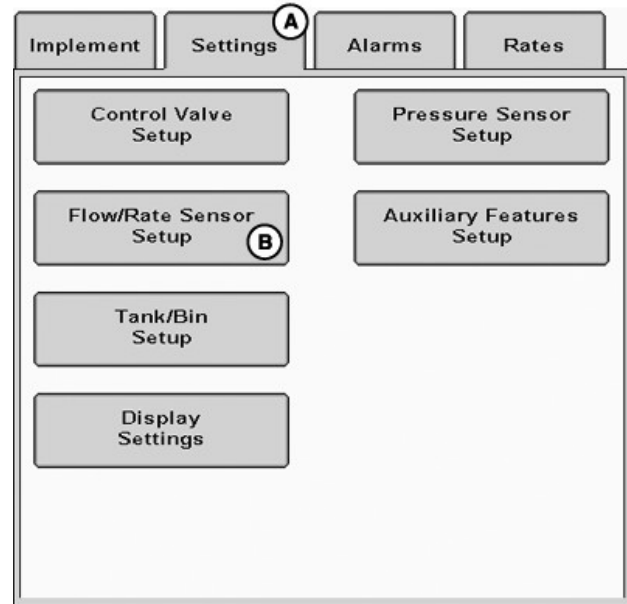 Implement Settings A Alarms Rates
Control Valve
Setup
Pressure Sensor
Setup
Flow/Rate Sensor
Setup B
Auxiliary Features
Setup
Tank/Bin
Setup
Display
Settings